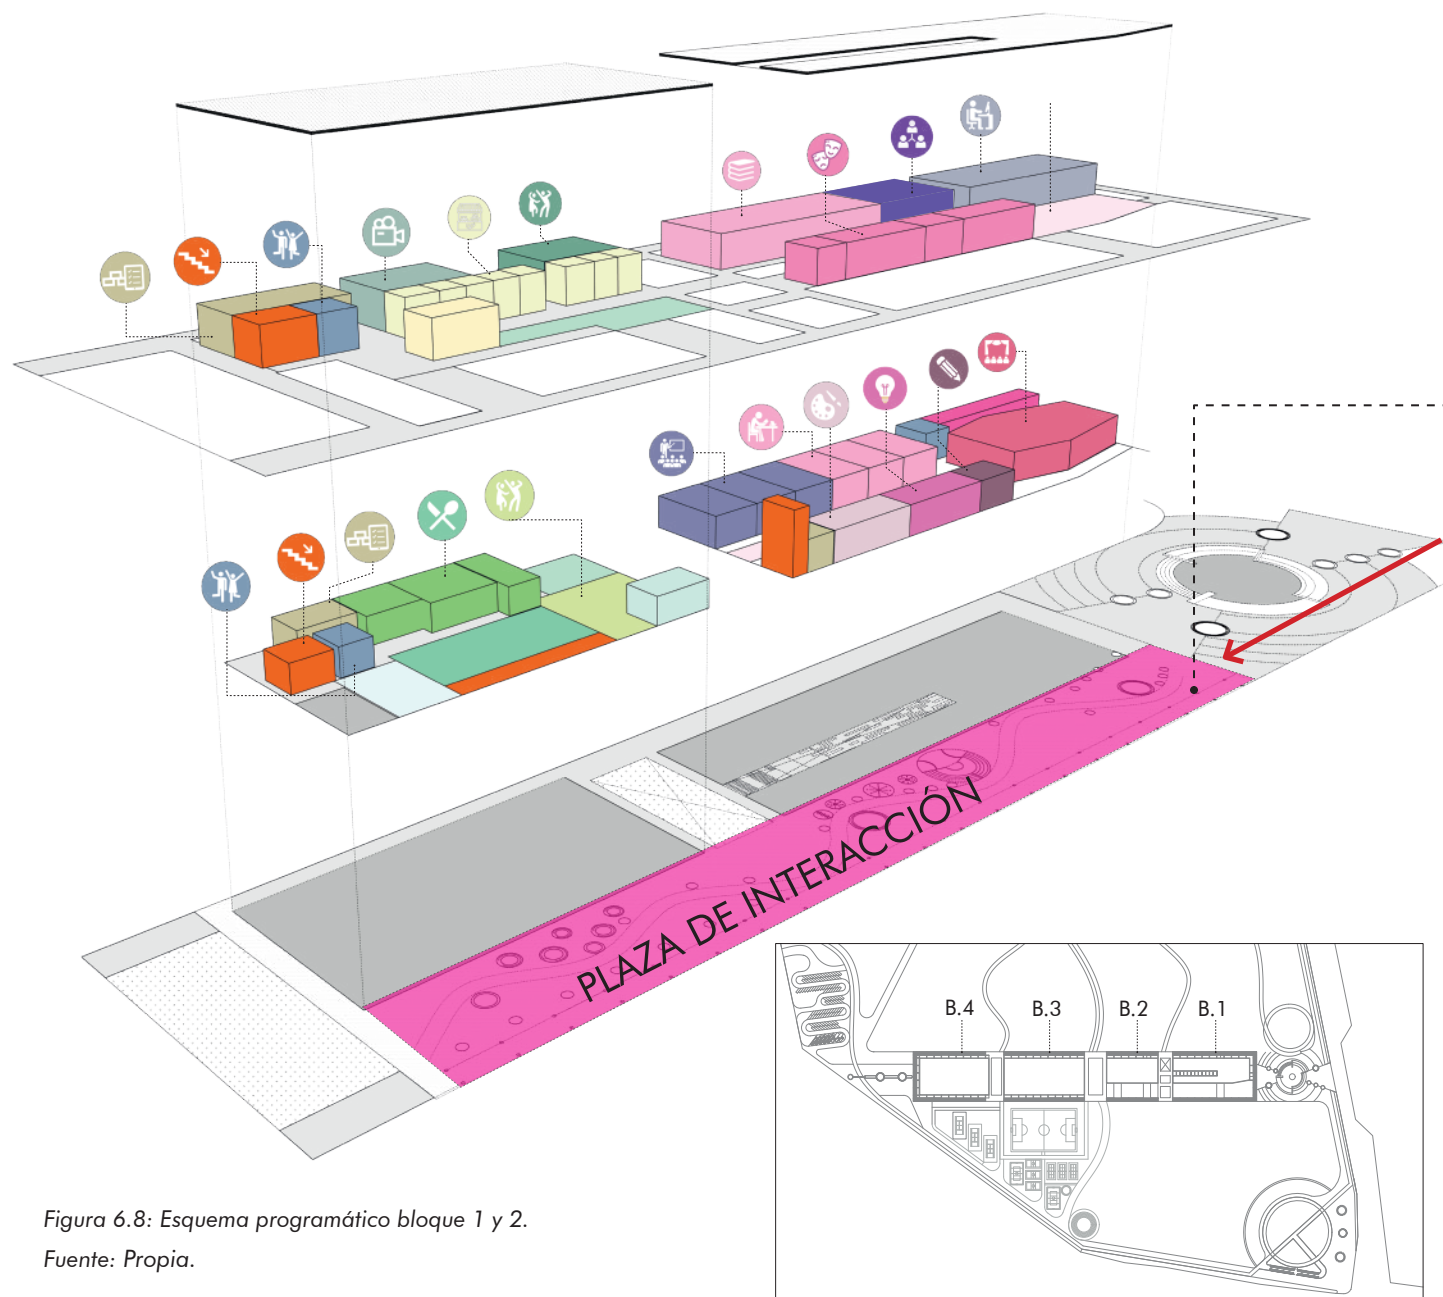 PLAZA DE INTERACCIÓN
B.4
B.3
B.2
B.1
Figura 6.8: Esquema programático bloque 1 y 2.
Fuente: Propia.